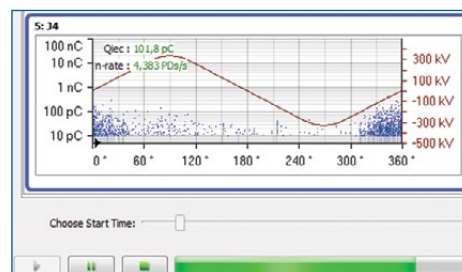 5: 34
100 nC
Qiec : 101,8 pC
300 kV
10 nC
n-rate : 4,383 PDs/s
100 kV
1 nC
-100 kV
100 pC
-300 kV
10 pC
-500 kV
0 ° 60 ° 120 ° 180 ° 240 ° 300 ° 360 °
Choose Start Time: